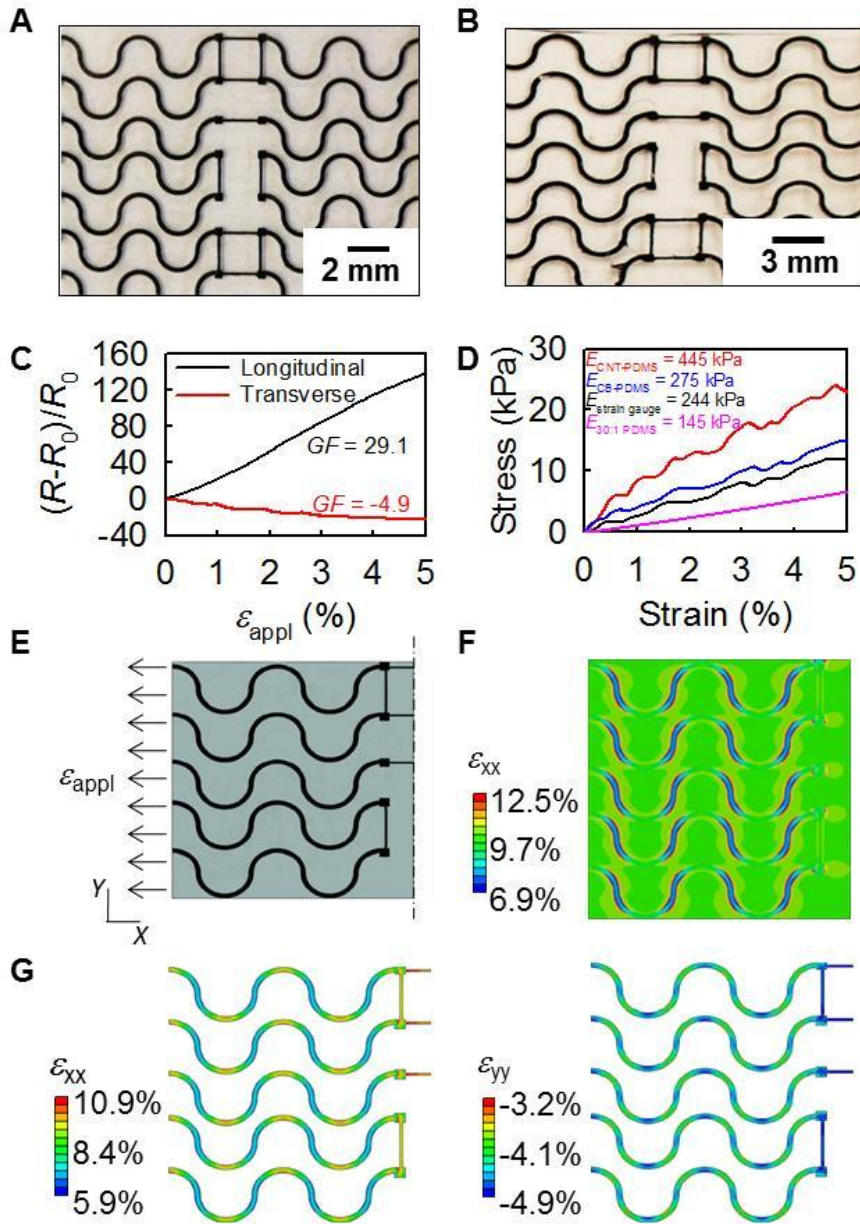 A
B
2 mm
3 mm
C
160
120
80
40
0
-40
(R-R0)/R0
Longitudinal
Transverse
GF = 29.1
GF = -4.9
0 1 2 3 4 5
εappl (%)
D
30
20
10
0
Stress (kPa)
ECNT-PDMS = 445 kPa
ECB-PDMS = 275 kPa
Estrain gauge = 244 kPa
E30:1 PDMS = 145 kPa
0 1 2 3 4 5
Strain (%)
E
εappl
Y
X
F
εxx
12.5%
9.7%
6.9%
G
εxx
10.9%
8.4%
5.9%
εyy
-3.2%
-4.1%
-4.9%